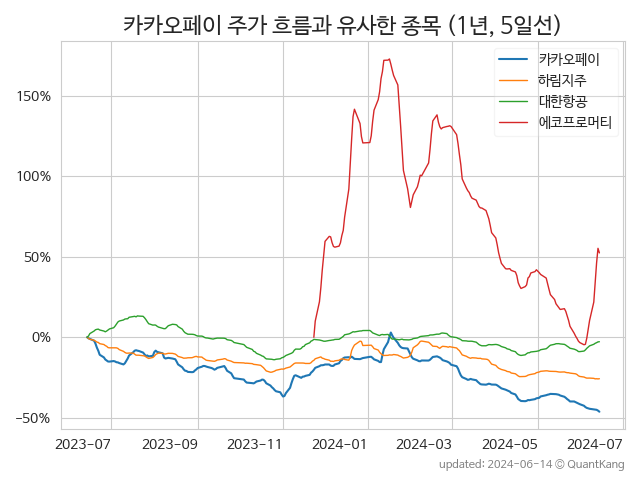 카카오페이 주가 흐름과 유사한 종목 (1년, 5일선)
카카오페이
하림지주
대한항공
에코프로머티
150%
100%
50%
0%
−50%
2023-07 2023-09 2023-11 2024-01 2024-03 2024-05 2024-07
updated: 2024-06-14 © QuantKang